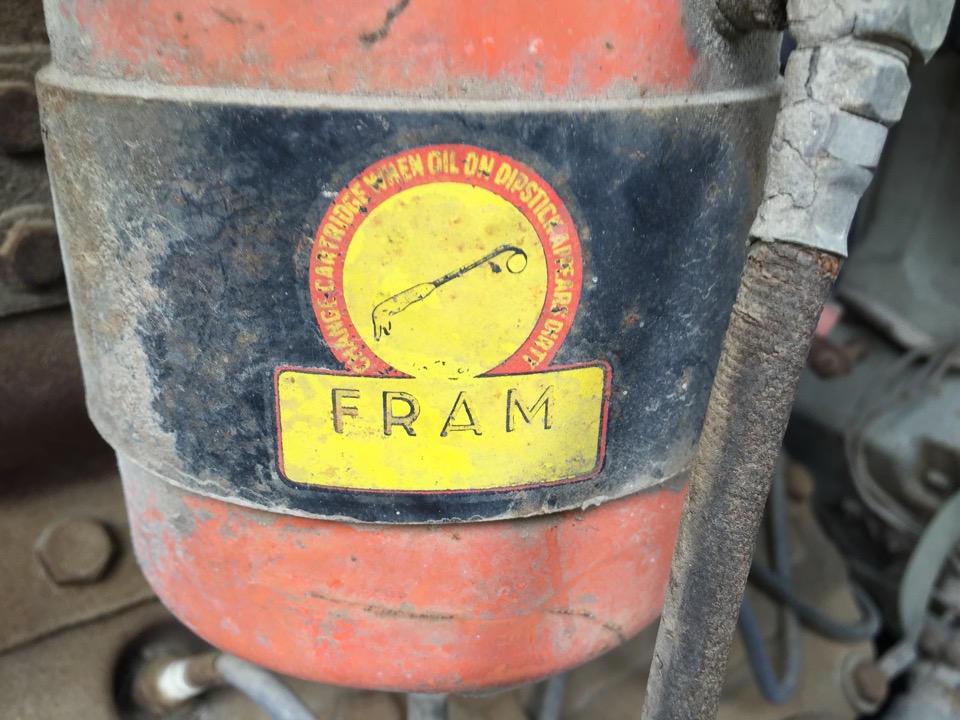 CHANGE CARTRIDGE WHEN OIL ON DIPSTICK APPEARS DIRTY
FRAM